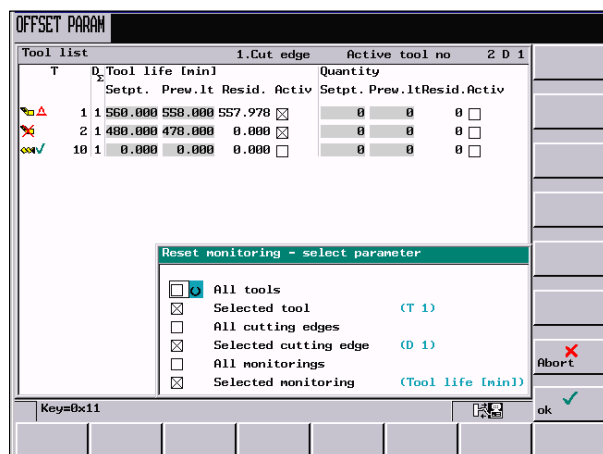 OFFSET PARAM
Tool list 1.Cut edge Active tool no 2 D 1
T D Σ Tool life [min] Quantity
Setpt. Prew.lt Resid. Activ Setpt. Prew.lt Resid. Activ
1 1 560.000 558.000 557.978 0 0 0
2 1 480.000 478.000 0.000 0 0 0
10 1 0.000 0.000 0.000 0 0 0
Reset monitoring - select parameter
All tools
Selected tool (T 1)
All cutting edges
Selected cutting edge (D 1)
All monitorings
Selected monitoring (Tool life [min])
Abort
Key=0x11
ok